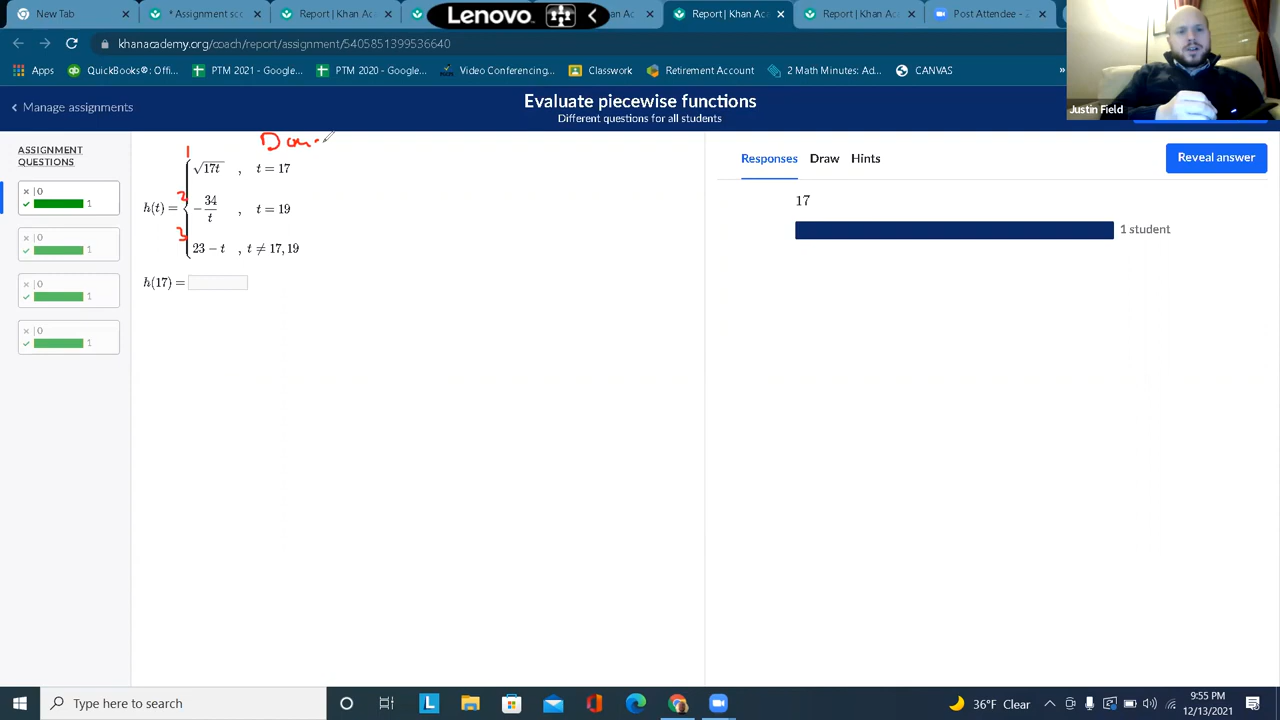 New Tab
* Assignment sc
Lenovo
an Ac
Report | Khan Ac
Report | Khan Ac
Post Attendee - Z
khanacademy.org/coach/report/assignment/5405851399536640
Apps
QuickBooks®: Offi...
PTM 2021 - Google...
PTM 2020 - Google...
Video Conferencing...
Classwork
Retirement Account
2 Math Minutes: Ad...
CANVAS
»
Justin Field
Manage assignments
Evaluate piecewise functions
Different questions for all students
ASSIGNMENT
QUESTIONS
× | 0
✓ 1
× | 0
✓ 1
× | 0
✓ 1
× | 0
✓ 1
Dom
1
√17t , t = 17
2
h(t) = -34/t , t = 19
3
23 − t , t ≠ 17, 19
h(17) =
Responses
Draw
Hints
Reveal answer
17
1 student
Type here to search
36°F Clear
9:55 PM
12/13/2021